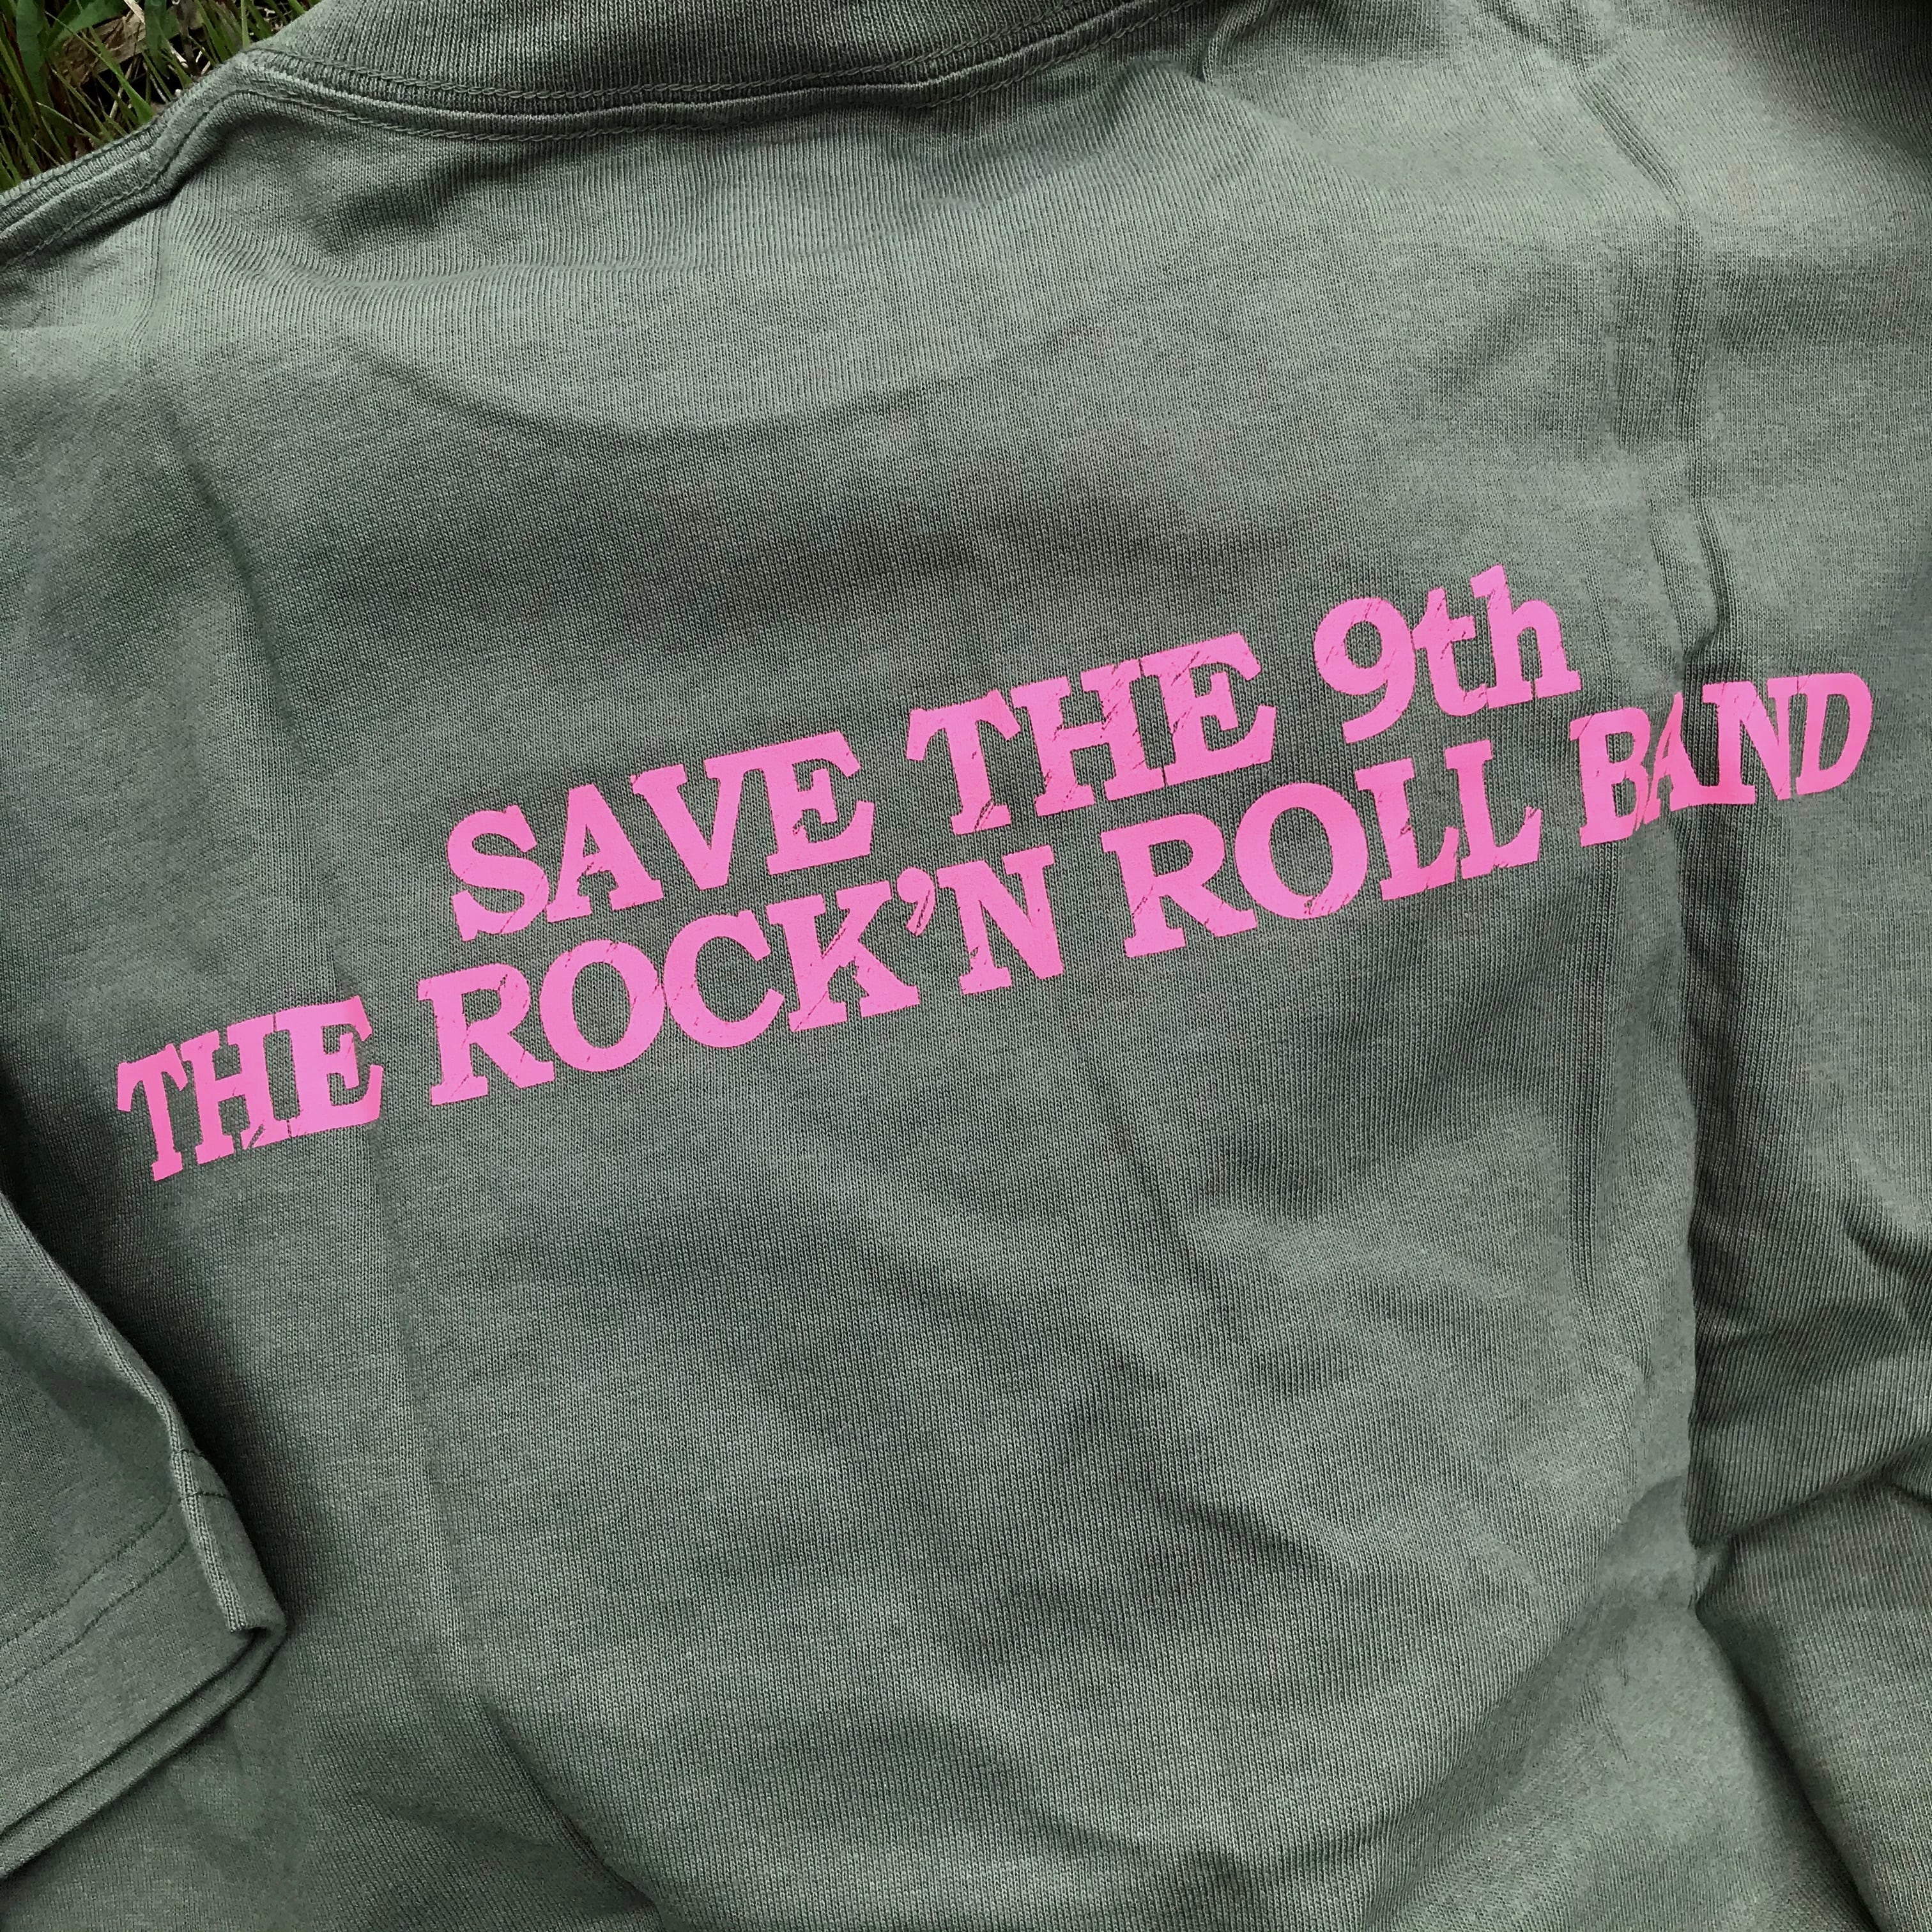 SAVE THE 9th
THE ROCK'N ROLL BAND